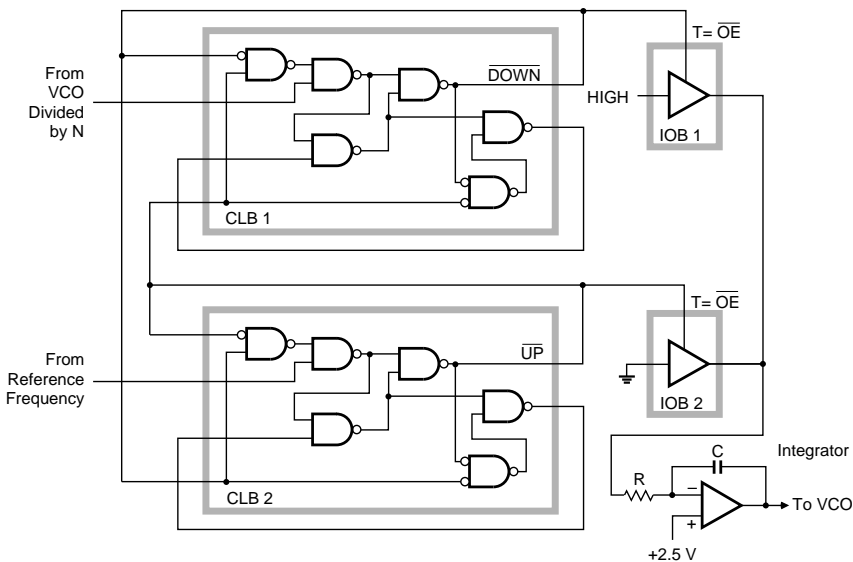 T= OE
DOWN
From
VCO
Divided
by N
HIGH
IOB 1
CLB 1
T= OE
UP
From
Reference
Frequency
IOB 2
CLB 2
C
Integrator
R
–
To VCO
+
+2.5 V